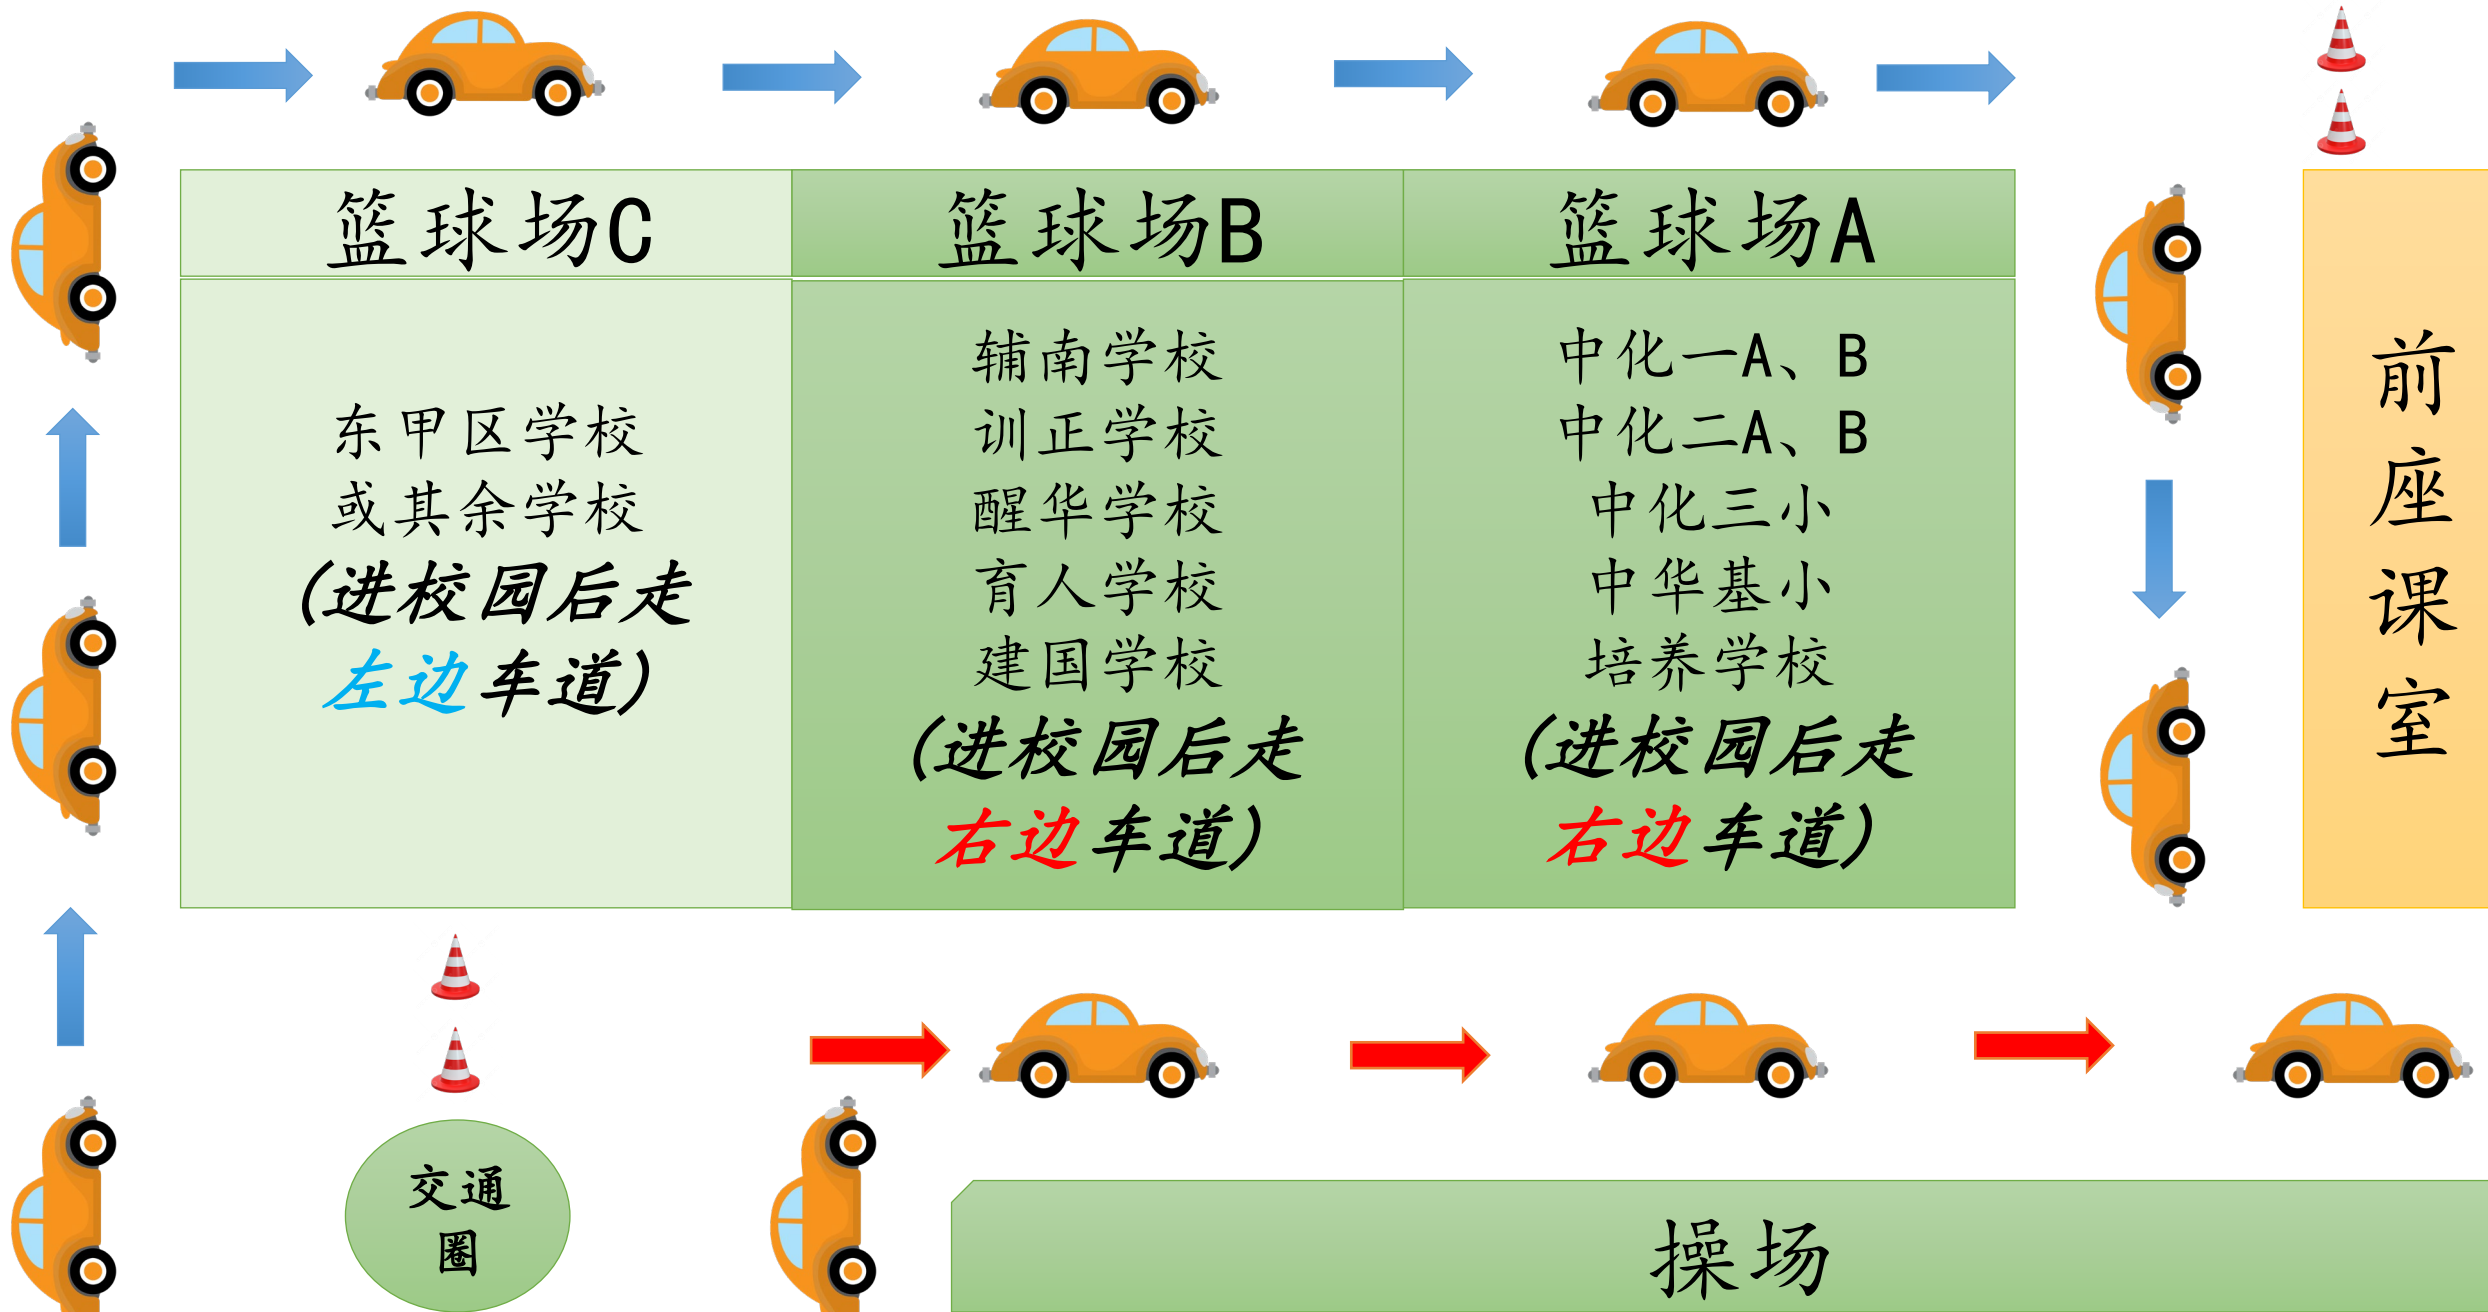 篮球场C
东甲区学校
或其余学校
(进校园后走
左边车道)
篮球场B
辅南学校
训正学校
醒华学校
育人学校
建国学校
(进校园后走
右边车道)
篮球场A
中化一A、B
中化二A、B
中化三小
中华基小
培养学校
(进校园后走
右边车道)
前
座
课
室
交通
圈
操场